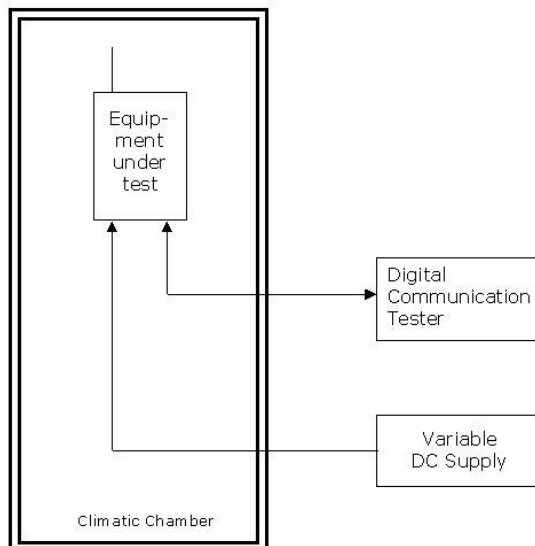 Equip-
ment
under
test
Digital
Communication
Tester
Variable
DC Supply
Climatic Chamber